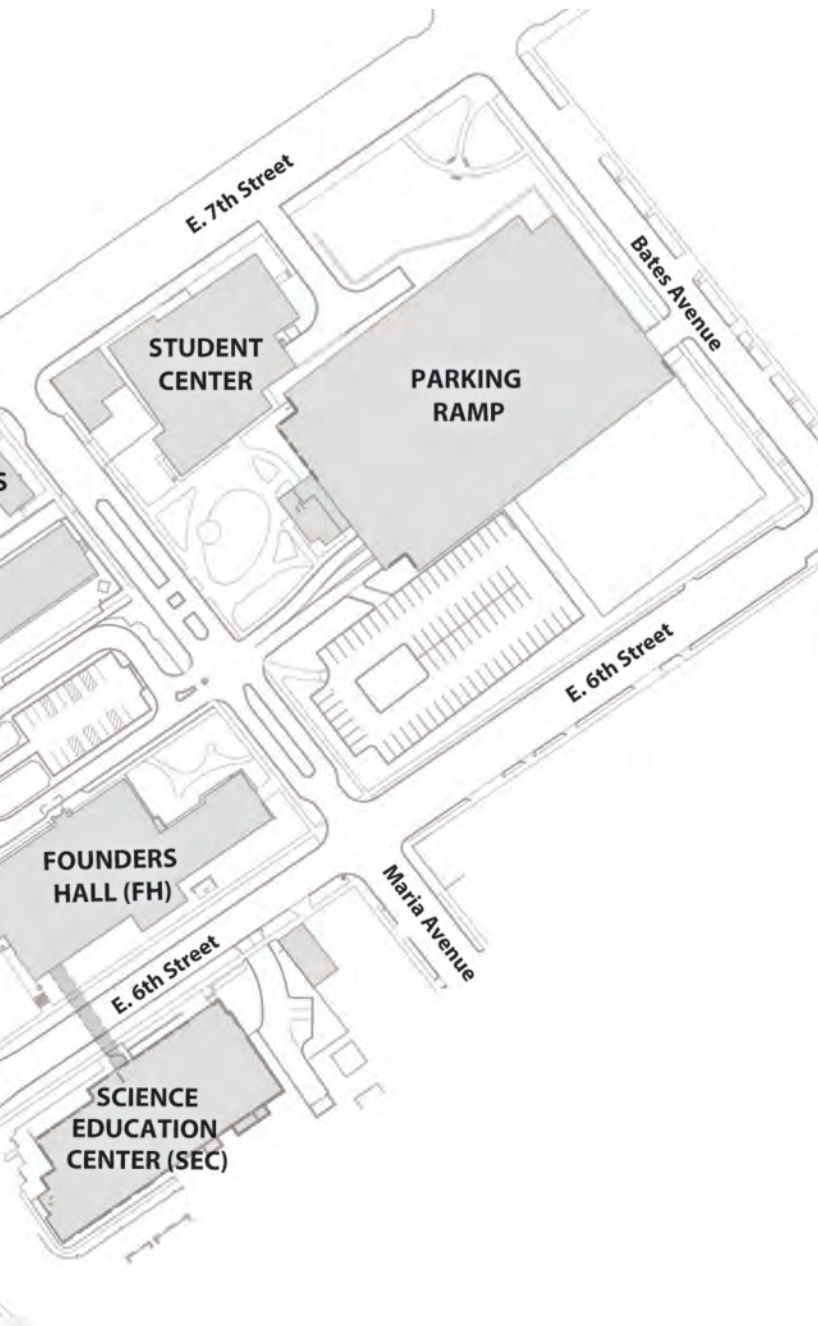 E. 7th Street
Bates Avenue
STUDENT
CENTER
PARKING
RAMP
S
E. 6th Street
FOUNDERS
HALL (FH)
Maria Avenue
E. 6th Street
SCIENCE
EDUCATION
CENTER (SEC)